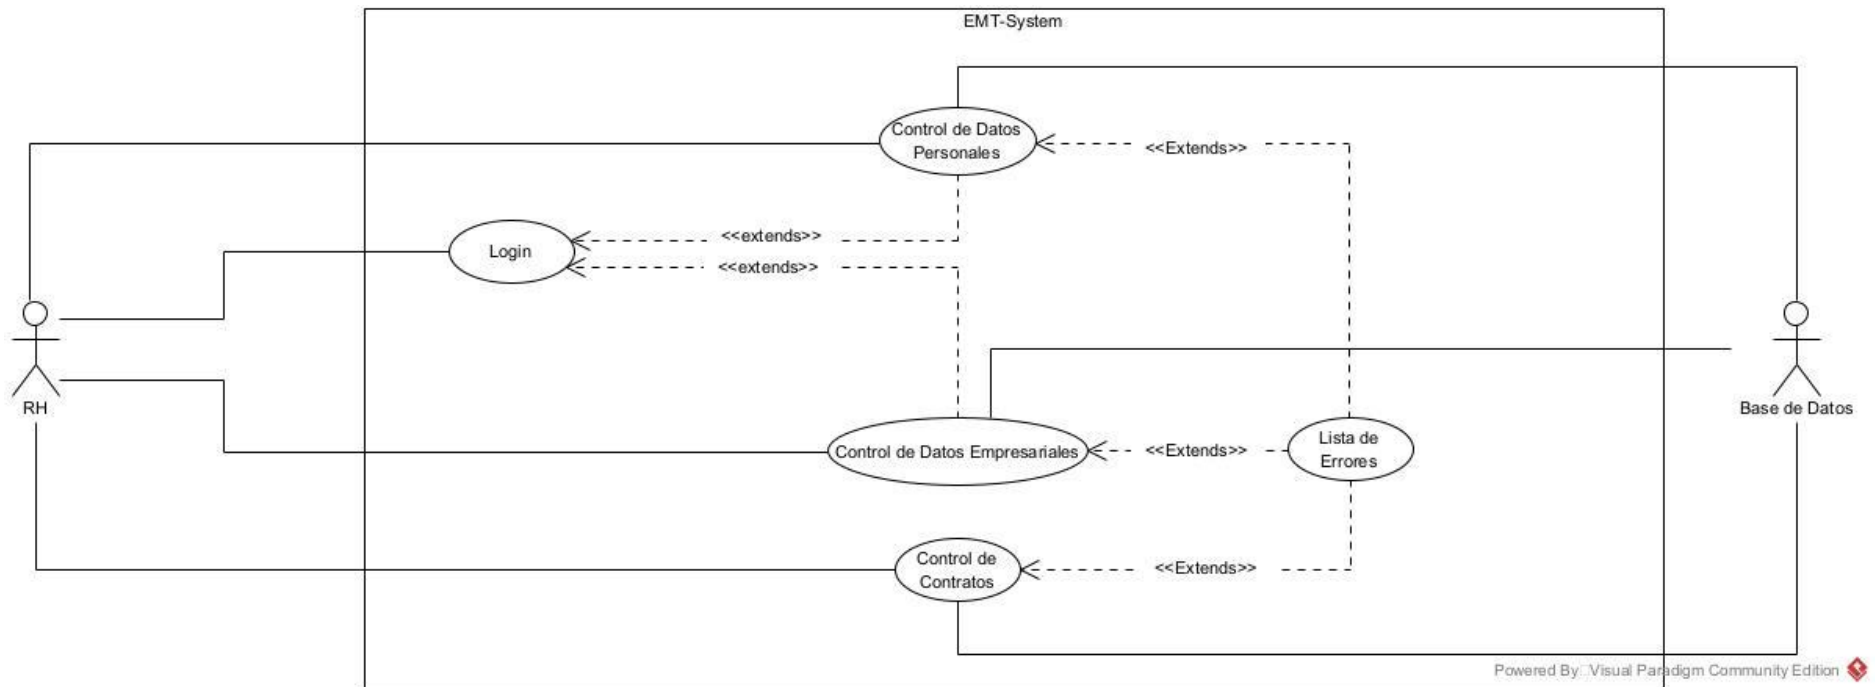 EMT-System
Control de Datos
Personales
<<Extends>>
<<extends>>
Login
<<extends>>
RH
Base de Datos
Control de Datos Empresariales
<<Extends>>
Lista de
Errores
Control de
Contratos
<<Extends>>
Powered By Visual Paradigm Community Edition